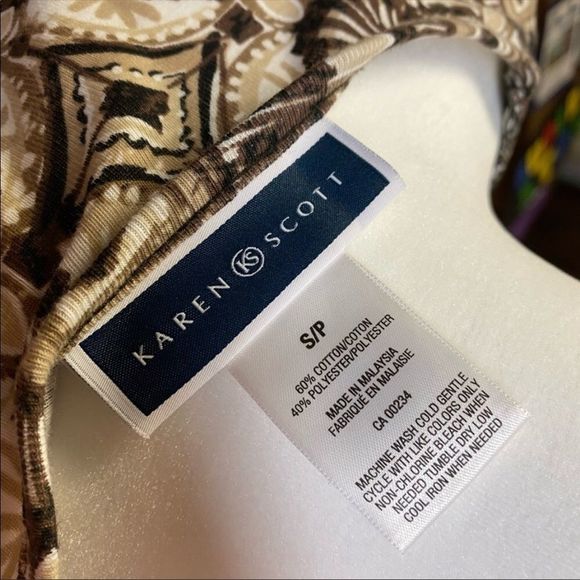 KAREN KS SCOTT
S/P
60% COTTON/COTON
40% POLYESTER/POLYESTER
MADE IN MALAYSIA
FABRIQUÉ EN MALAISIE
CA 00234
MACHINE WASH COLD GENTLE
CYCLE WITH LIKE COLORS ONLY
NON-CHLORINE BLEACH WHEN
NEEDED TUMBLE DRY LOW
COOL IRON WHEN NEEDED